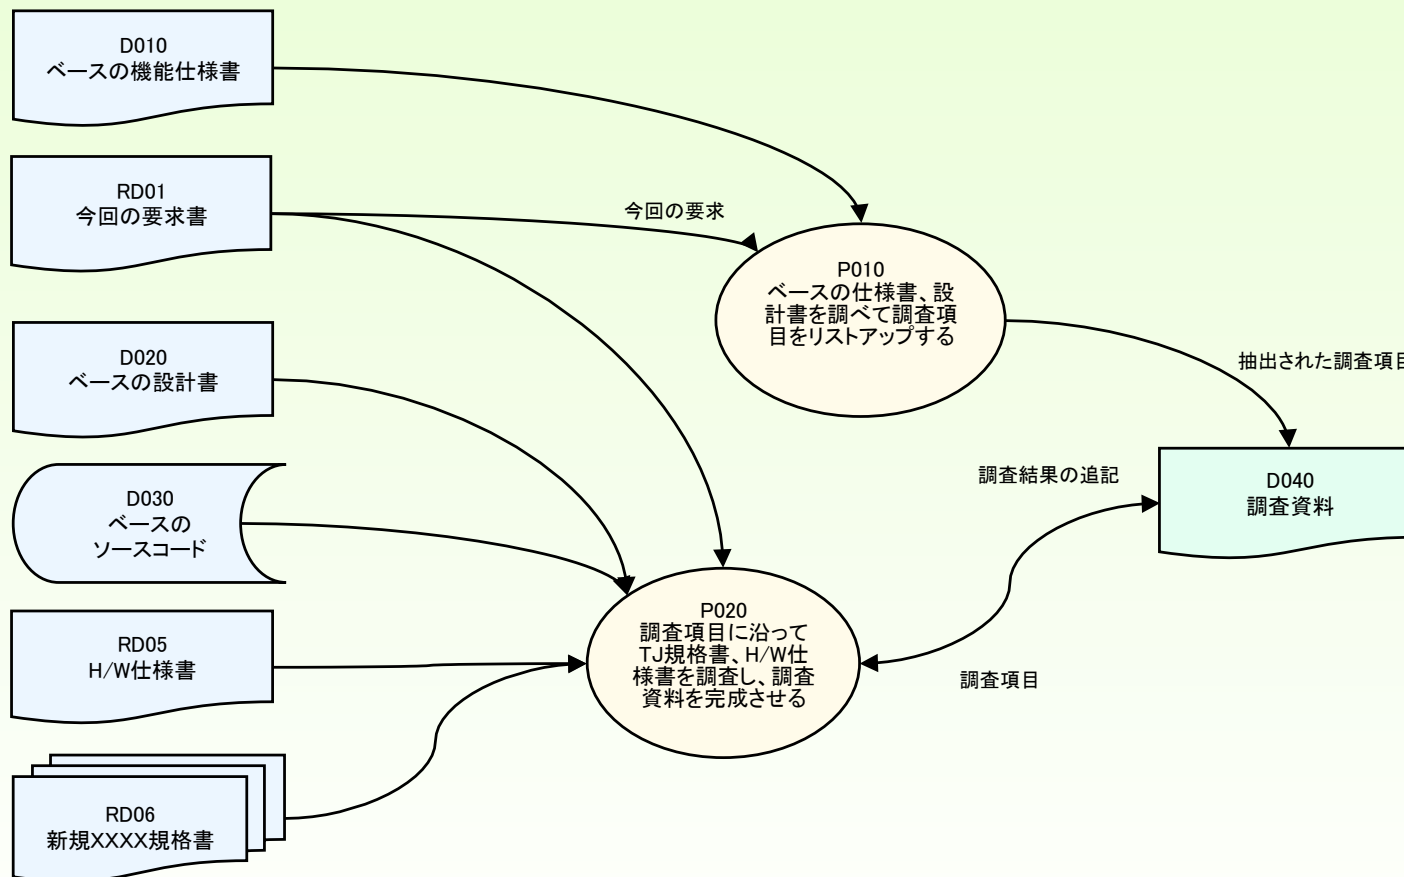 D010
ベースの機能仕様書
RD01
今回の要求書
今回の要求
P010
ベースの仕様書、設
計書を調べて調査項
目をリストアップする
D020
ベースの設計書
抽出された調査項目
D030
ベースの
ソースコード
調査結果の追記
D040
調査資料
P020
調査項目に沿って
TJ規格書、H/W仕
様書を調査し、調査
資料を完成させる
RD05
H/W仕様書
調査項目
RD06
新規XXXX規格書